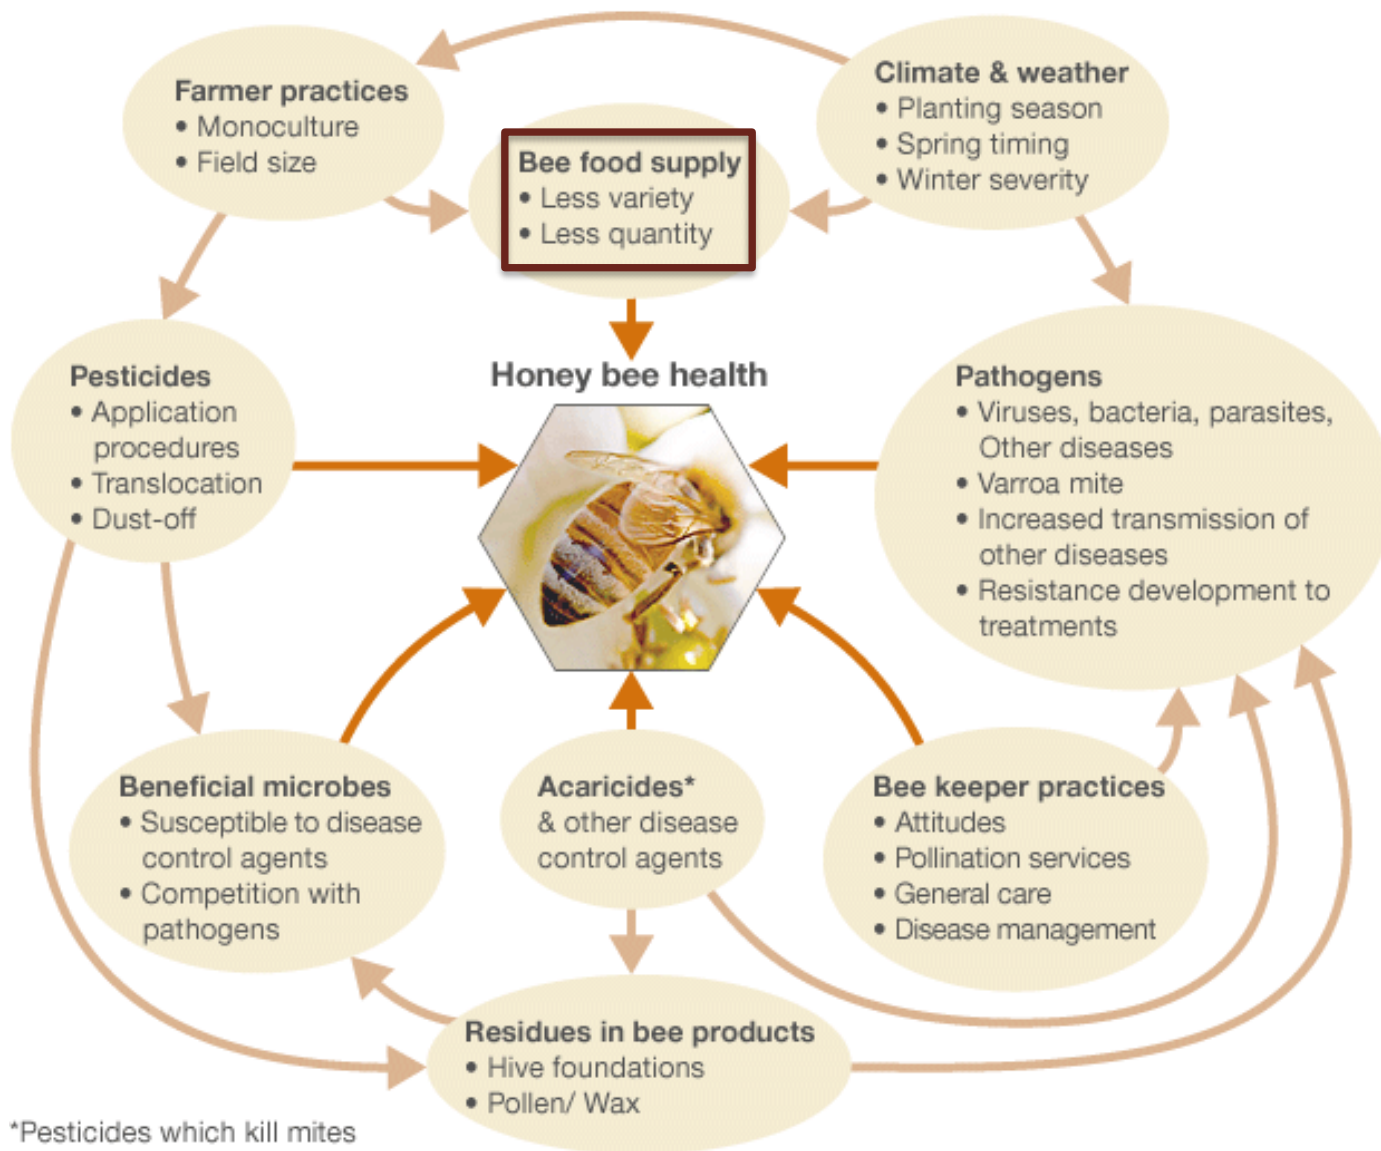 Farmer practices
• Monoculture
• Field size
Climate & weather
• Planting season
• Spring timing
• Winter severity
Bee food supply
• Less variety
• Less quantity
Honey bee health
Pesticides
• Application
procedures
• Translocation
• Dust-off
Pathogens
• Viruses, bacteria, parasites,
Other diseases
• Varroa mite
• Increased transmission of
other diseases
• Resistance development to
treatments
Beneficial microbes
• Susceptible to disease
control agents
• Competition with
pathogens
Acaricides*
& other disease
control agents
Bee keeper practices
• Attitudes
• Pollination services
• General care
• Disease management
Residues in bee products
• Hive foundations
• Pollen/ Wax
*Pesticides which kill mites